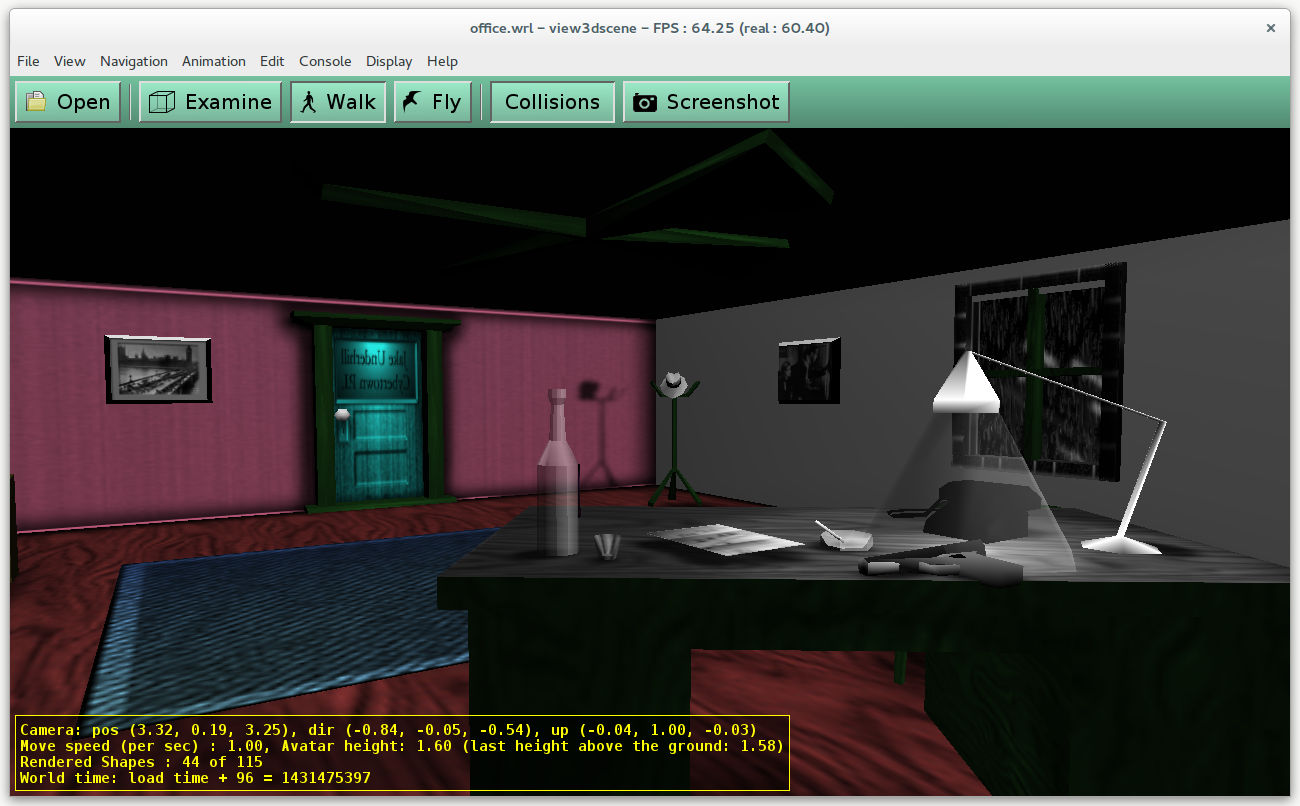 office.wrl – view3dscene – FPS : 64.25 (real : 60.40)
File View Navigation Animation Edit Console Display Help
Open Examine Walk Fly Collisions Screenshot
Jake Underhill
Cybertown P.I.
Camera: pos (3.32, 0.19, 3.25), dir (-0.84, -0.05, -0.54), up (-0.04, 1.00, -0.03)
Move speed (per sec) : 1.00, Avatar height: 1.60 (last height above the ground: 1.58)
Rendered Shapes : 44 of 115
World time: load time + 96 = 1431475397